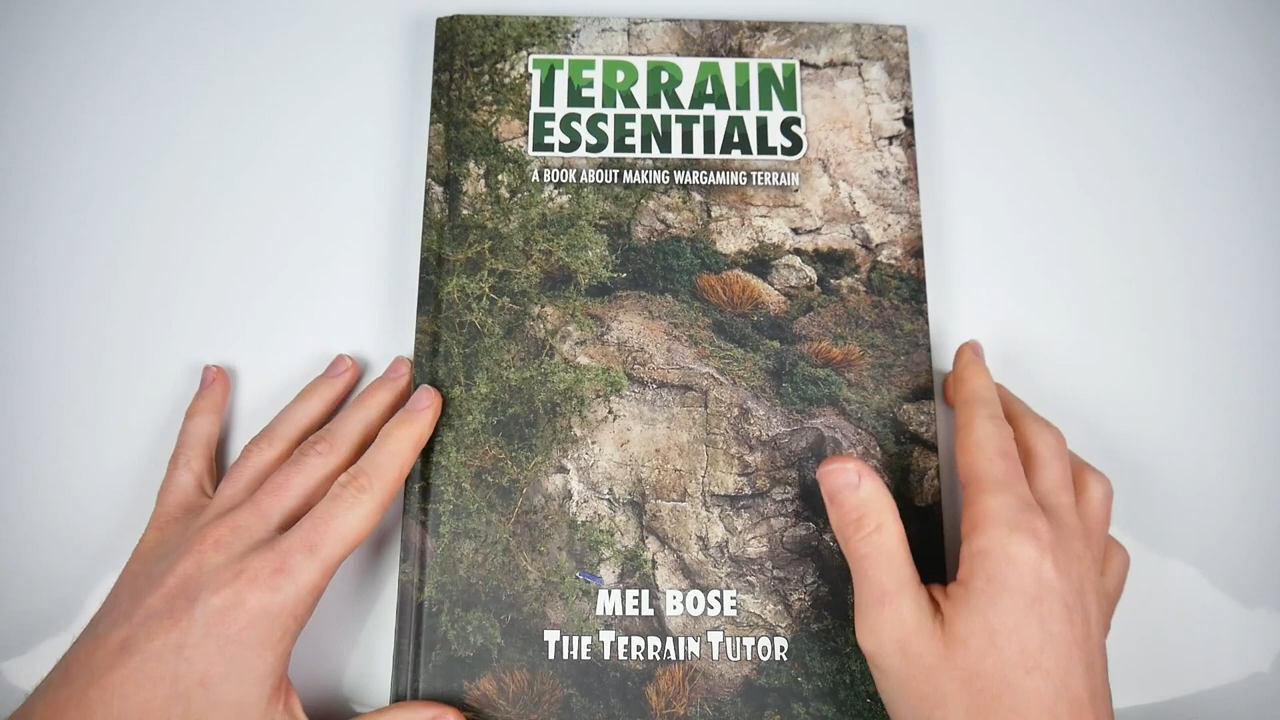 TERRAIN
ESSENTIALS
A BOOK ABOUT MAKING WARGAMING TERRAIN
MEL BOSE
THE TERRAIN TUTOR